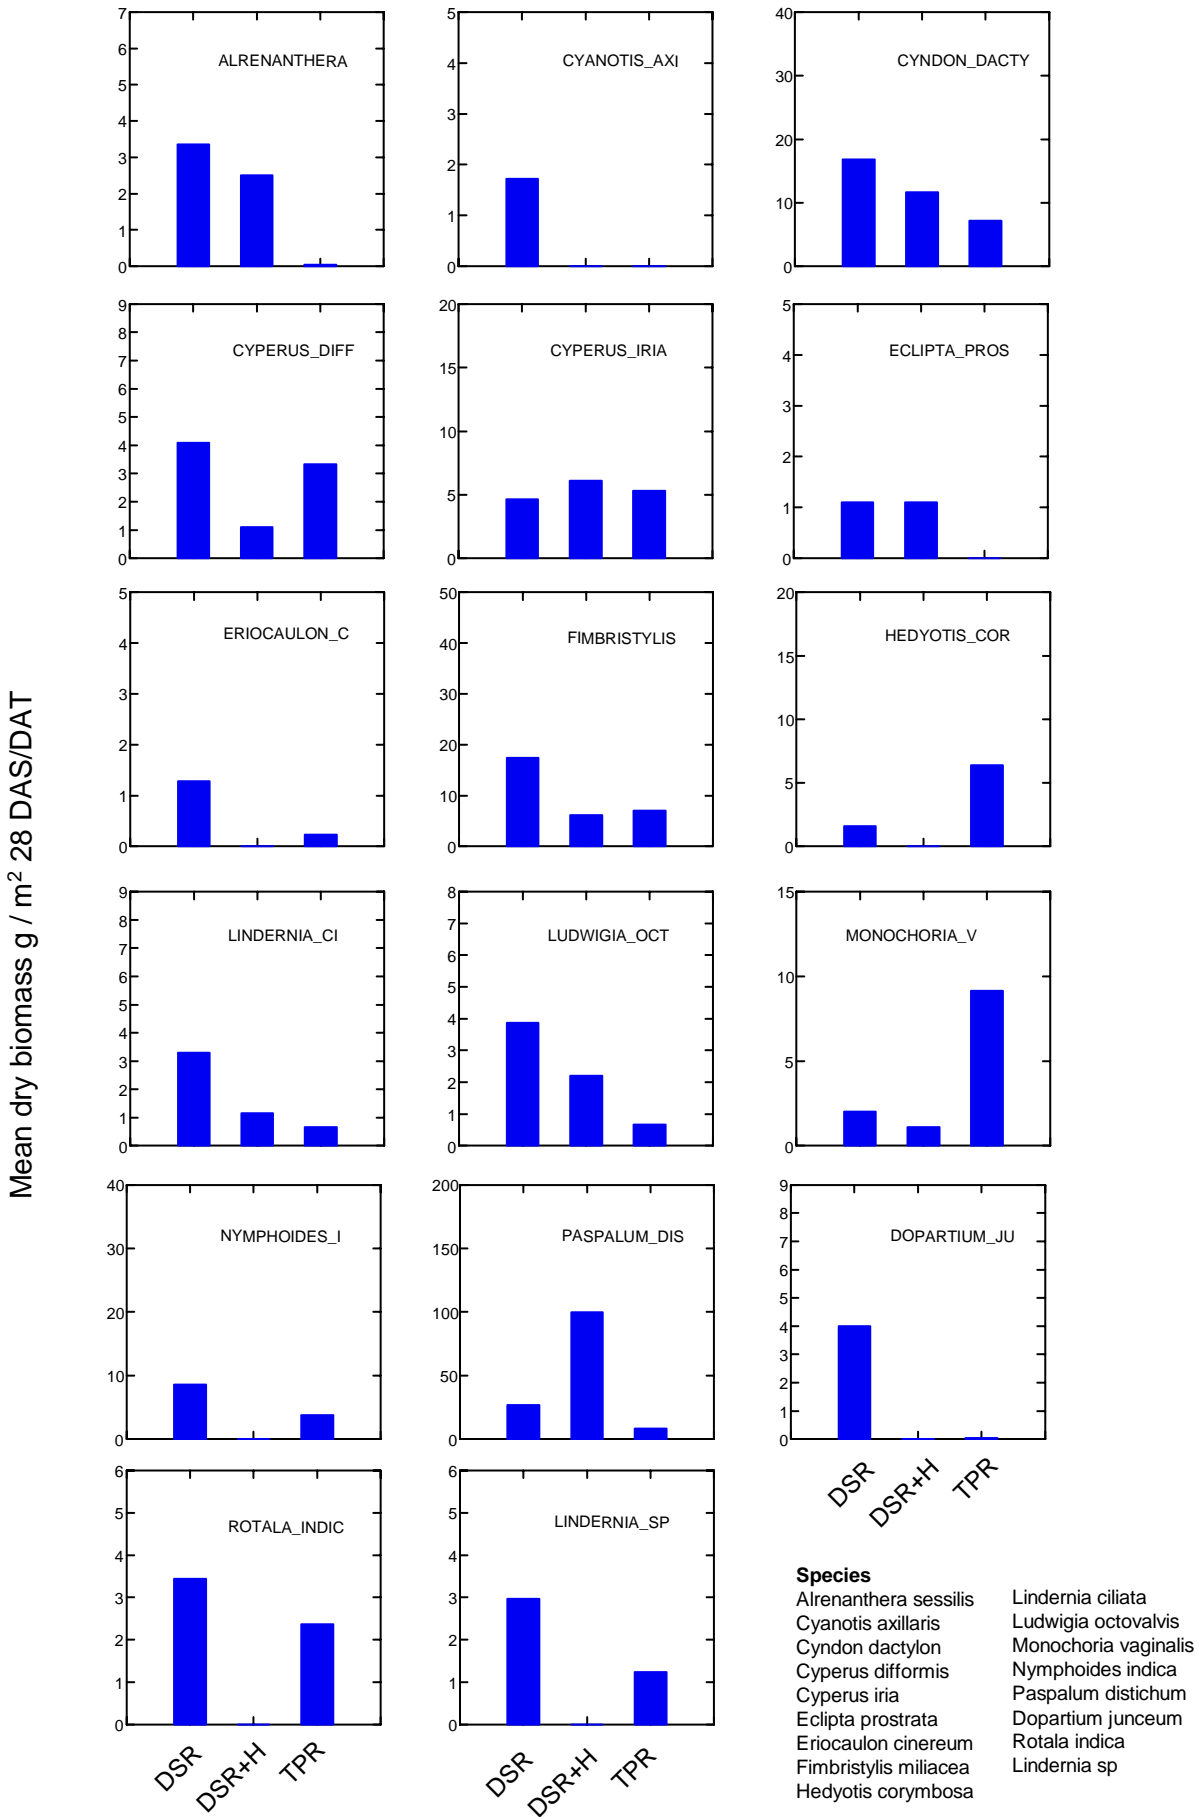 Mean dry biomass g / m² 28 DAS/DAT
7
6
5
4
3
2
1
0
ALRENANTHERA
5
4
3
2
1
0
CYANOTIS_AXI
40
30
20
10
0
CYNDON_DACTY
9
8
7
6
5
4
3
2
1
0
CYPERUS_DIFF
20
15
10
5
0
CYPERUS_IRIA
5
4
3
2
1
0
ECLIPTA_PROS
5
4
3
2
1
0
ERIOCAULON_C
50
40
30
20
10
0
FIMBRISTYLIS
20
15
10
5
0
HEDYOTIS_COR
9
8
7
6
5
4
3
2
1
0
LINDERNIA_CI
8
7
6
5
4
3
2
1
0
LUDWIGIA_OCT
15
10
5
0
MONOCHORIA_V
40
30
20
10
0
NYMPHOIDES_I
200
150
100
50
0
PASPALUM_DIS
9
8
7
6
5
4
3
2
1
0
DOPARTIUM_JU
DSR
DSR+H
TPR
6
5
4
3
2
1
0
ROTALA_INDIC
DSR
DSR+H
TPR
6
5
4
3
2
1
0
LINDERNIA_SP
DSR
DSR+H
TPR
Species
Alrenanthera sessilis
Cyanotis axillaris
Cyndon dactylon
Cyperus difformis
Cyperus iria
Eclipta prostrata
Eriocaulon cinereum
Fimbristylis miliacea
Hedyotis corymbosa
Lindernia ciliata
Ludwigia octovalvis
Monochoria vaginalis
Nymphoides indica
Paspalum distichum
Dopartium junceum
Rotala indica
Lindernia sp